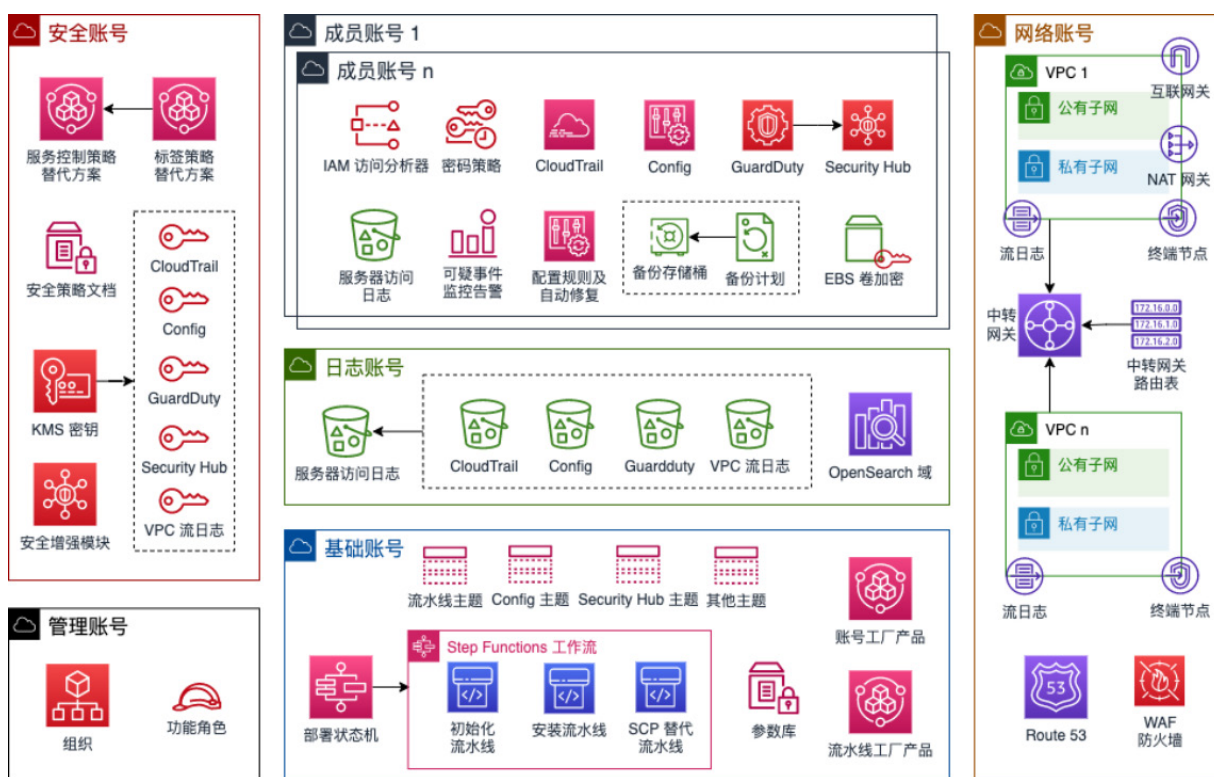 安全账号
服务控制策略
替代方案
标签策略
替代方案
安全策略文档
CloudTrail
Config
GuardDuty
Security Hub
VPC 流日志
KMS 密钥
安全增强模块
管理账号
组织
功能角色
成员账号 1
成员账号 n
IAM 访问分析器
密码策略
CloudTrail
Config
GuardDuty
Security Hub
服务器访问
日志
可疑事件
监控告警
配置规则及
自动修复
备份存储桶
备份计划
EBS 卷加密
日志账号
服务器访问日志
CloudTrail
Config
Guardduty
VPC 流日志
OpenSearch 域
基础账号
流水线主题
Config 主题
Security Hub 主题
其他主题
账号工厂产品
Step Functions 工作流
部署状态机
初始化
流水线
安装流水线
SCP 替代
流水线
参数库
流水线工厂产品
网络账号
VPC 1
互联网关
公有子网
私有子网
NAT 网关
流日志
终端节点
中转
网关
172.16.0.0
172.16.1.0
172.16.2.0
中转网关
路由表
VPC n
公有子网
私有子网
流日志
终端节点
53
Route 53
WAF
防火墙